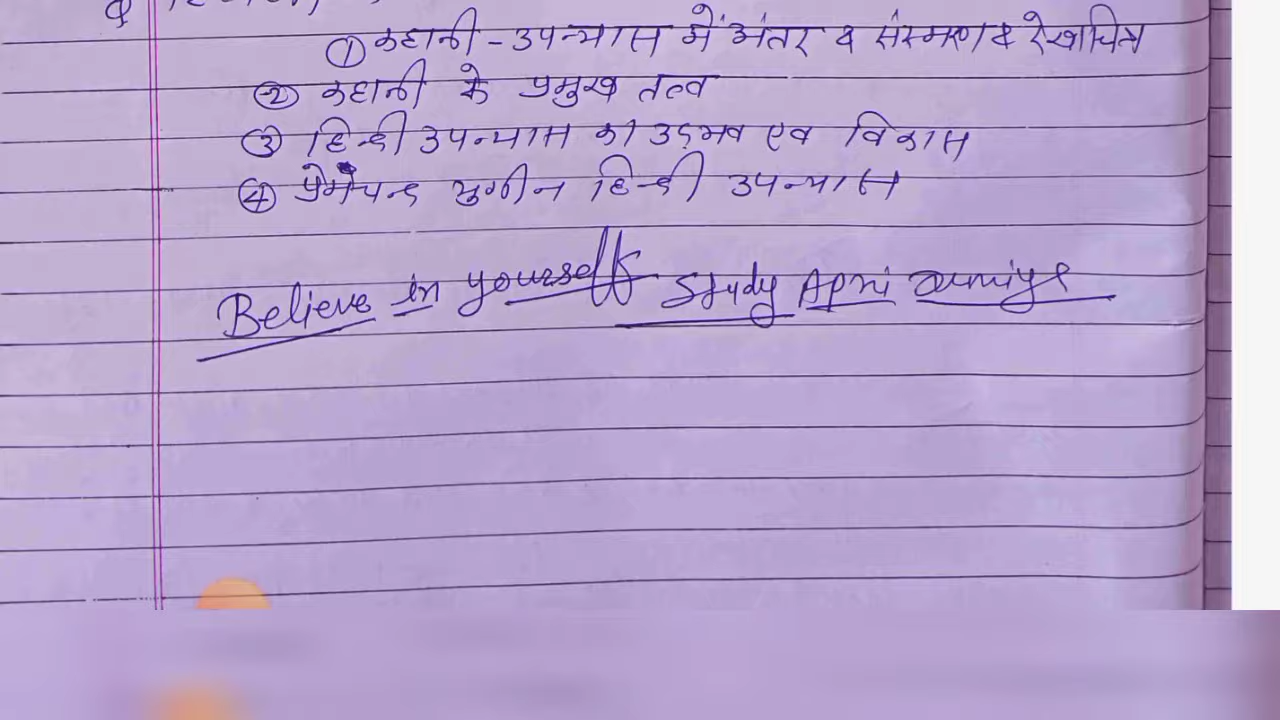 ① कहानी - उपन्यास में अंतर & संस्मरण & रेखाचित्र
② कहानी के प्रमुख तत्व
③ हिन्दी उपन्यास का उद्भव एव विकास
④ प्रेमचन्द युगीन हिन्दी उपन्यास
Believe in yourself Study Apni